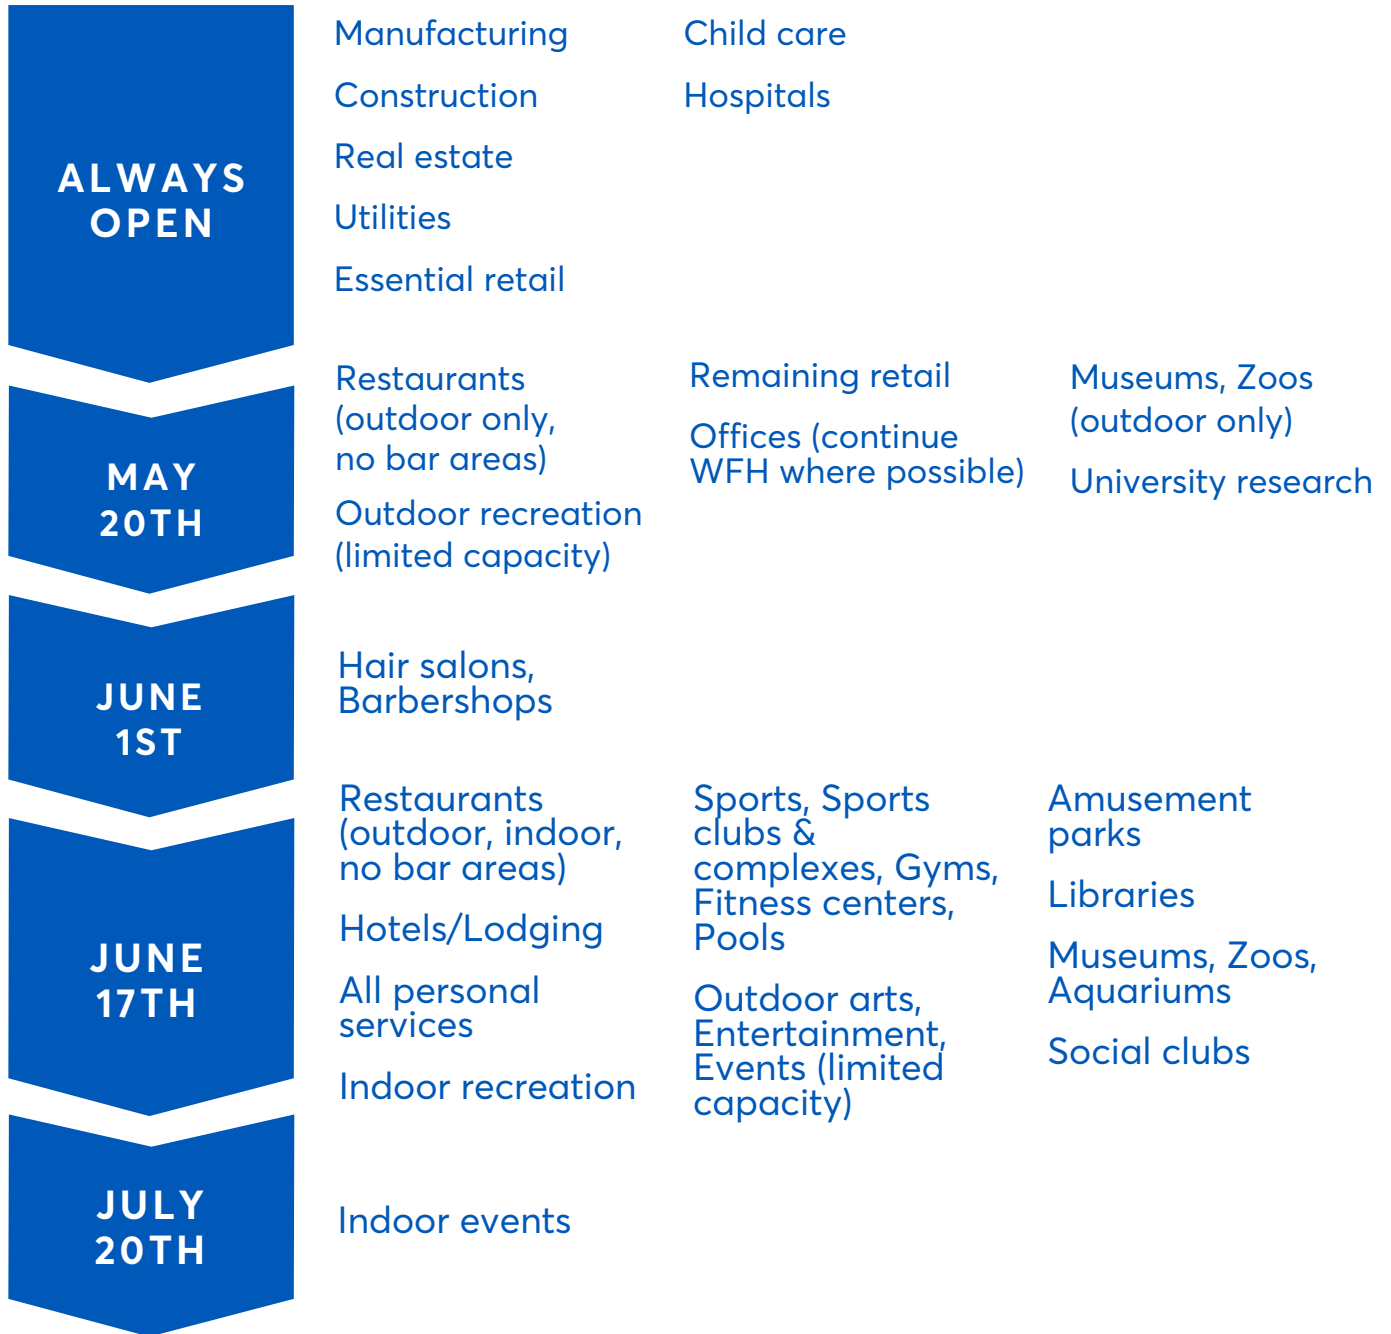 ALWAYS
OPEN
Manufacturing
Construction
Real estate
Utilities
Essential retail
Child care
Hospitals
MAY
20TH
Restaurants
(outdoor only,
no bar areas)
Outdoor recreation
(limited capacity)
Remaining retail
Offices (continue
WFH where possible)
Museums, Zoos
(outdoor only)
University research
JUNE
1ST
Hair salons,
Barbershops
JUNE
17TH
Restaurants
(outdoor, indoor,
no bar areas)
Hotels/Lodging
All personal
services
Indoor recreation
Sports, Sports
clubs &
complexes, Gyms,
Fitness centers,
Pools
Outdoor arts,
Entertainment,
Events (limited
capacity)
Amusement
parks
Libraries
Museums, Zoos,
Aquariums
Social clubs
JULY
20TH
Indoor events